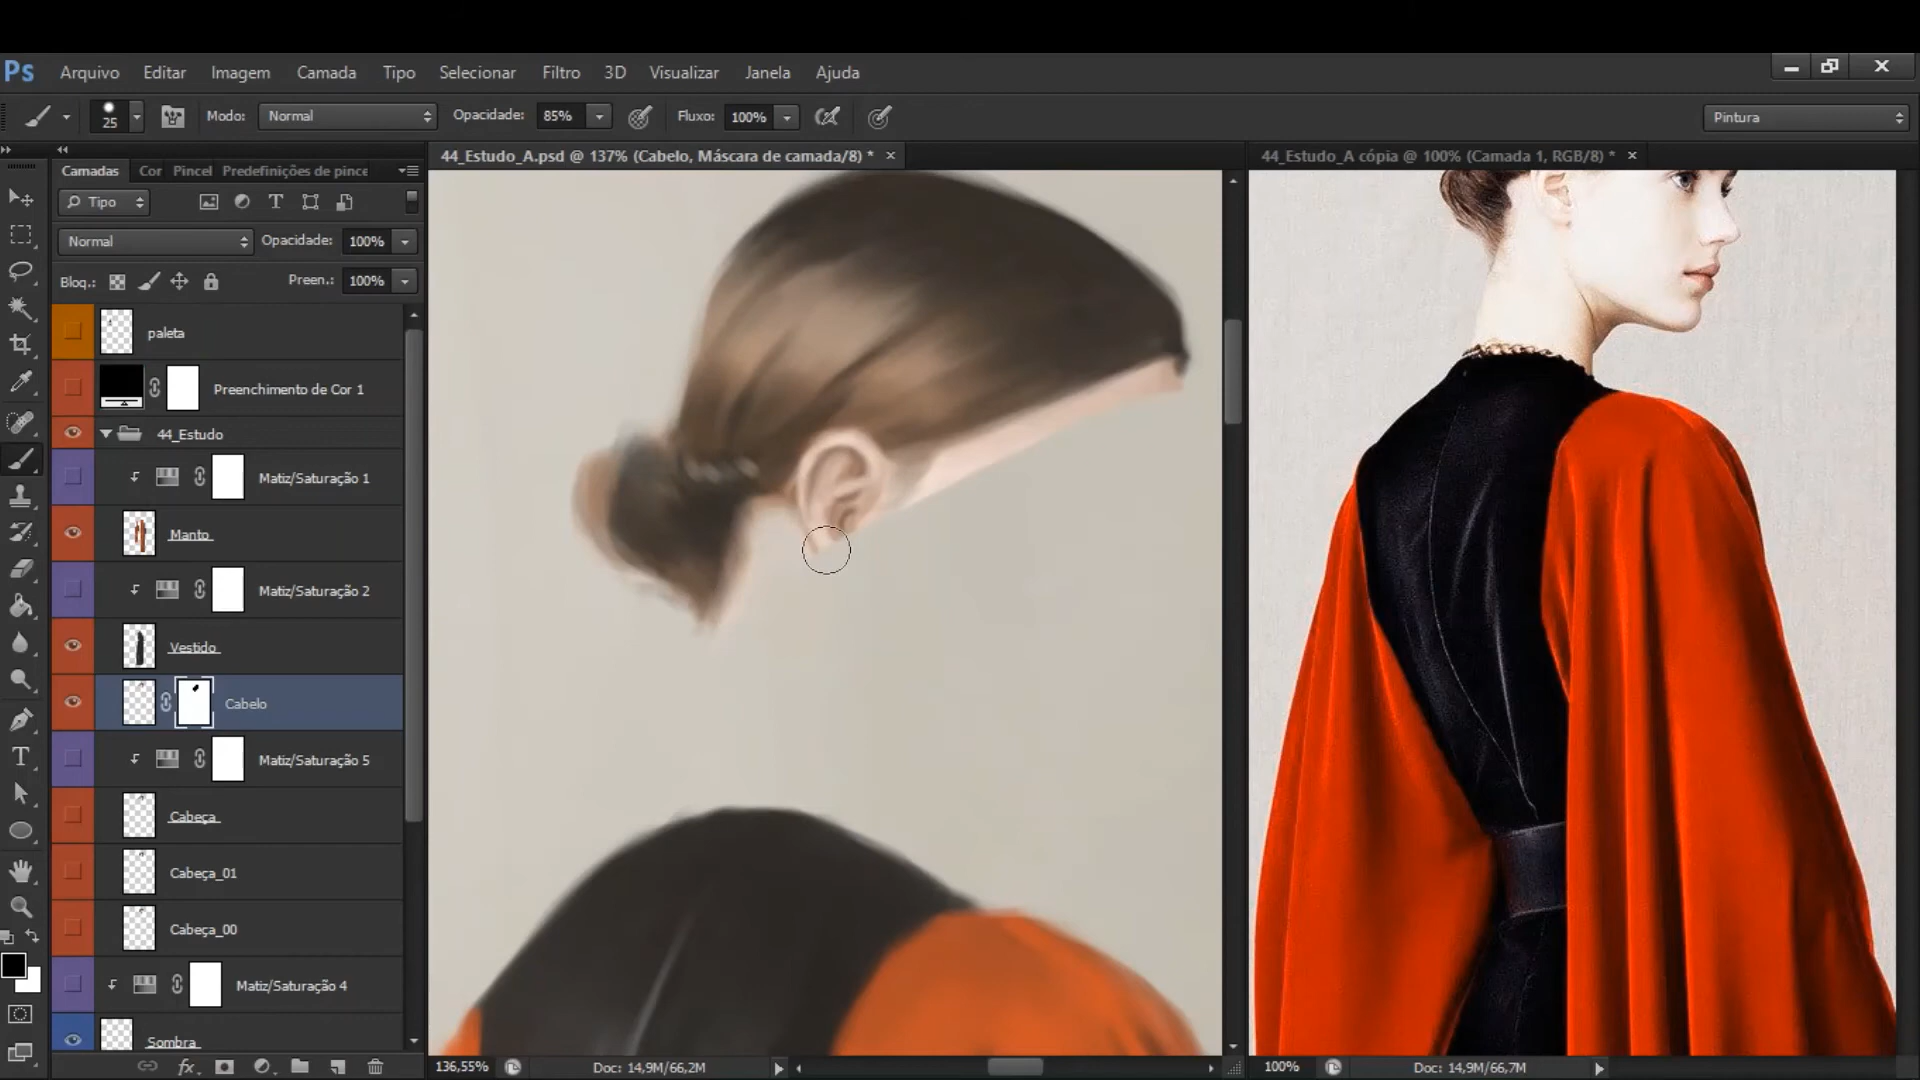 Ps Arquivo Editar Imagem Camada Tipo Selecionar Filtro 3D Visualizar Janela Ajuda
25 Modo: Normal Opacidade: 85% Fluxo: 100% Pintura
44_Estudo_A.psd @ 137% (Cabelo, Máscara de camada/8) * × 44_Estudo_A cópia @ 100% (Camada 1, RGB/8) * ×
Camadas Cor Pincel Predefinições de pince
Tipo
Normal Opacidade: 100%
Bloq.: Preen.: 100%
paleta
Preenchimento de Cor 1
44_Estudo
Matiz/Saturação 1
Manto
Matiz/Saturação 2
Vestido
Cabelo
Matiz/Saturação 5
Cabeça
Cabeça_01
Cabeça_00
Matiz/Saturação 4
Sombra
fx
136,55% Doc: 14,9M/66,2M 100% Doc: 14,9M/66,7M